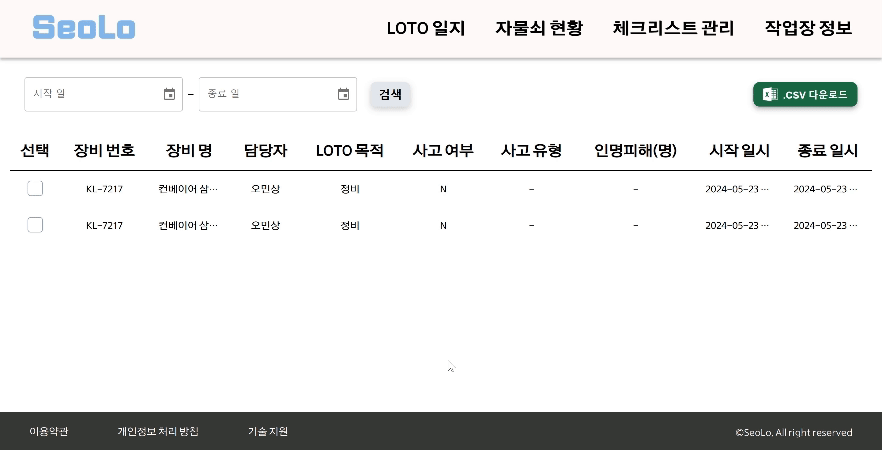 SeoLo LOTO 일지 자물쇠 현황 체크리스트 관리 작업장 정보
시작 일 – 종료 일 검색 .CSV 다운로드
선택 장비 번호 장비 명 담당자 LOTO 목적 사고 여부 사고 유형 인명피해(명) 시작 일시 종료 일시
KL-7217 컨베이어 삼… 오민상 정비 N - - 2024-05-23 … 2024-05-23 …
KL-7217 컨베이어 삼… 오민상 정비 N - - 2024-05-23 … 2024-05-23 …
이용약관 개인정보 처리 방침 기술 지원 ©SeoLo. All right reserved